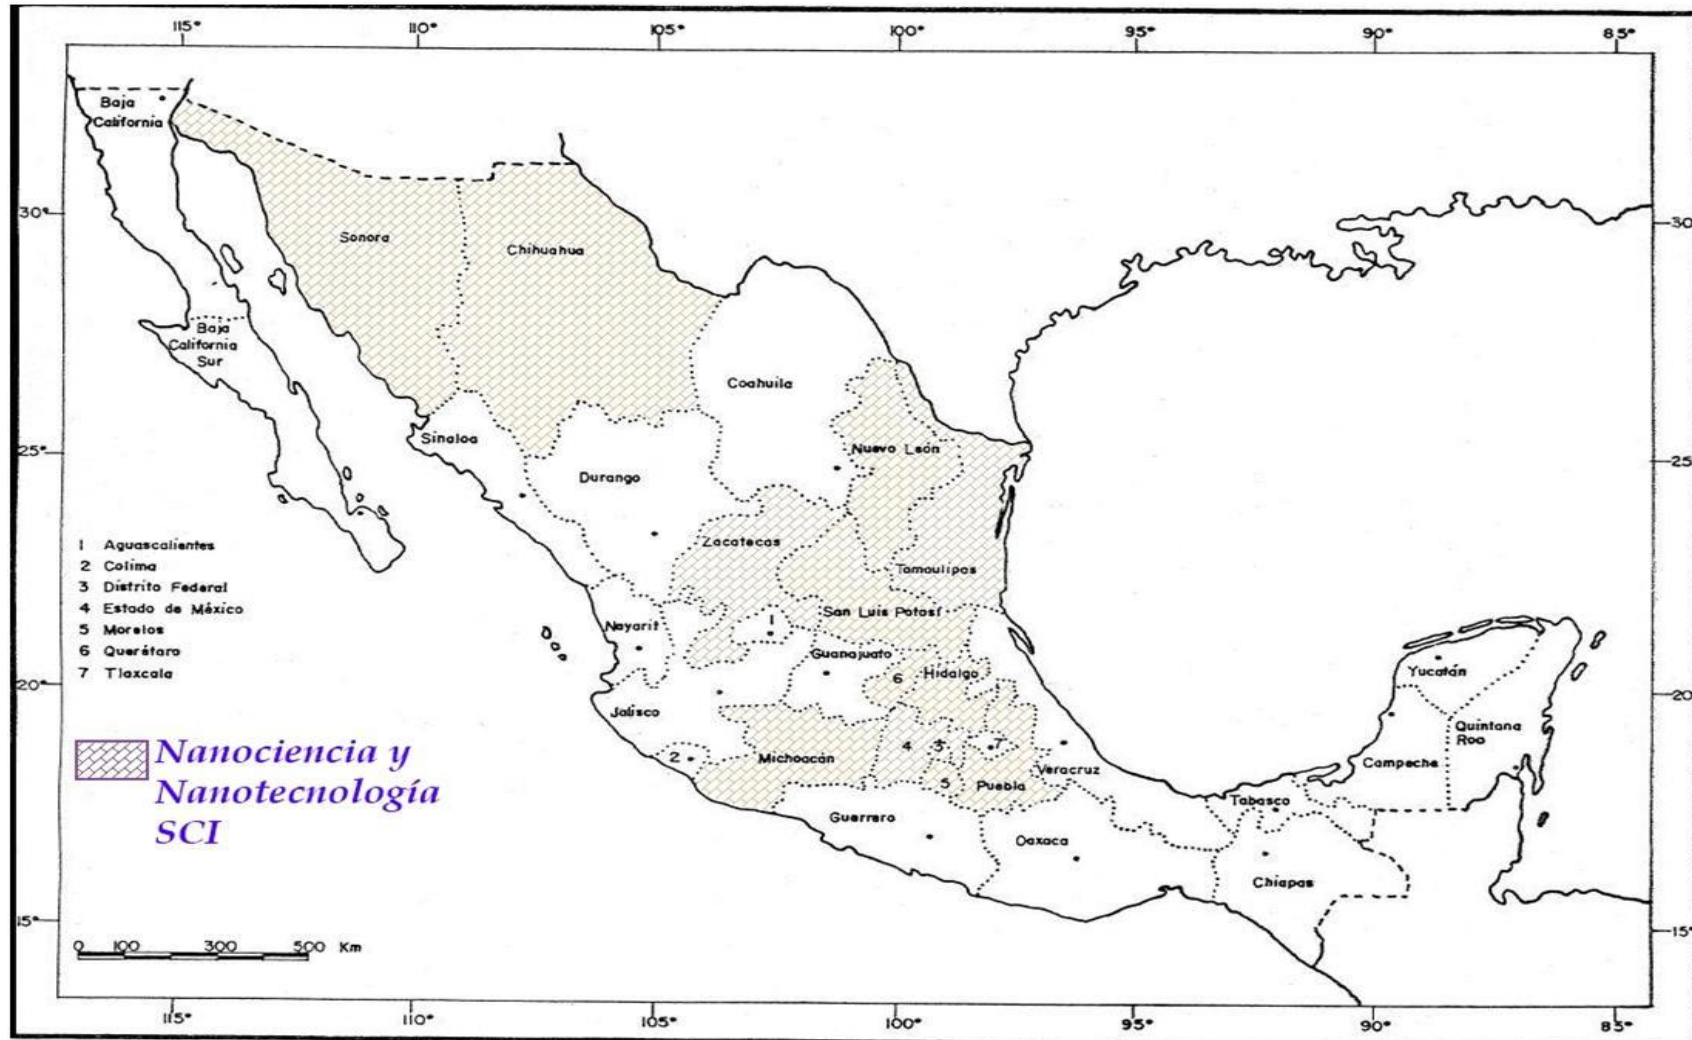 115°
110°
105°
100°
95°
90°
85°
Baja
California
30°
30°
Sonora
Chihuahua
Baja
California
Sur
Coahuila
Sinaloa
Nuevo León
25°
25°
Durango
Zacatecas
Tamaulipas
1 Aguascalientes
2 Colima
3 Distrito Federal
4 Estado de México
5 Morelos
6 Querétaro
7 Tlaxcala
San Luis Potosí
Nayarit
1
Guanajuato
Hidalgo
6
Yucatán
20°
20°
Jalisco
Quintana
Roo
Nanociencia y
Nanotecnología
SCI
2
Michoacán
4
3
7
5
Puebla
Veracruz
Campeche
Tabasco
Guerrero
Oaxaca
Chiapas
15°
15°
0 100 300 500 Km
115°
110°
105°
100°
95°
90°
85°